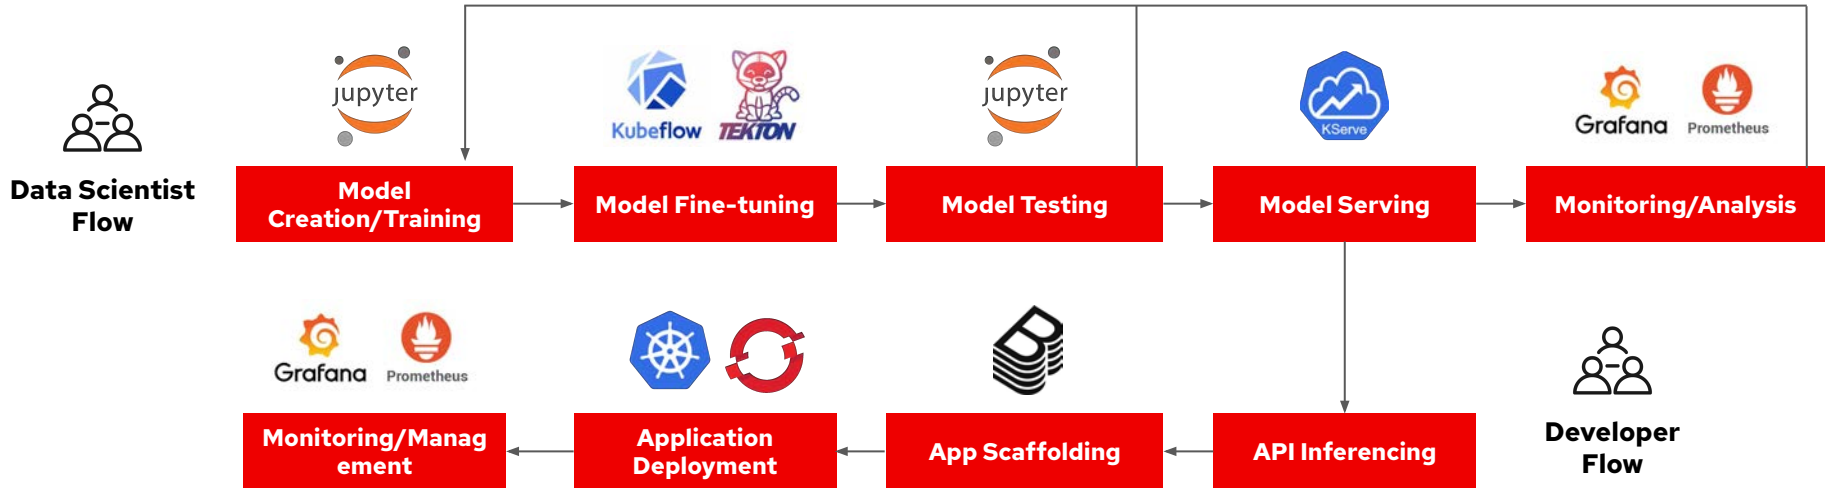 jupyter
Kubeflow
TEKTON
jupyter
KServe
Grafana
Prometheus
Data Scientist
Flow
Model
Creation/Training
Model Fine-tuning
Model Testing
Model Serving
Monitoring/Analysis
Grafana
Prometheus
Monitoring/Manag
ement
Application
Deployment
App Scaffolding
API Inferencing
Developer
Flow